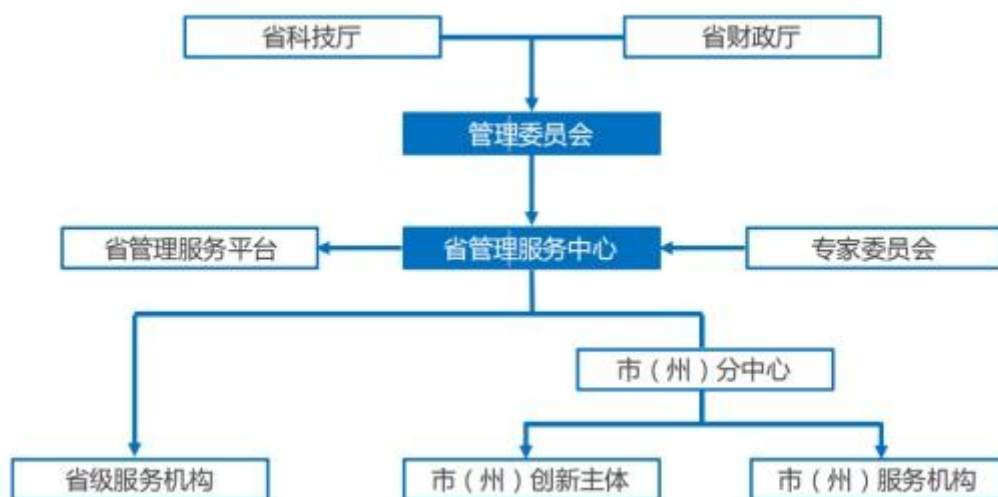 省科技厅
省财政厅
管理委员会
省管理服务平台
省管理服务中心
专家委员会
市（州）分中心
省级服务机构
市（州）创新主体
市（州）服务机构